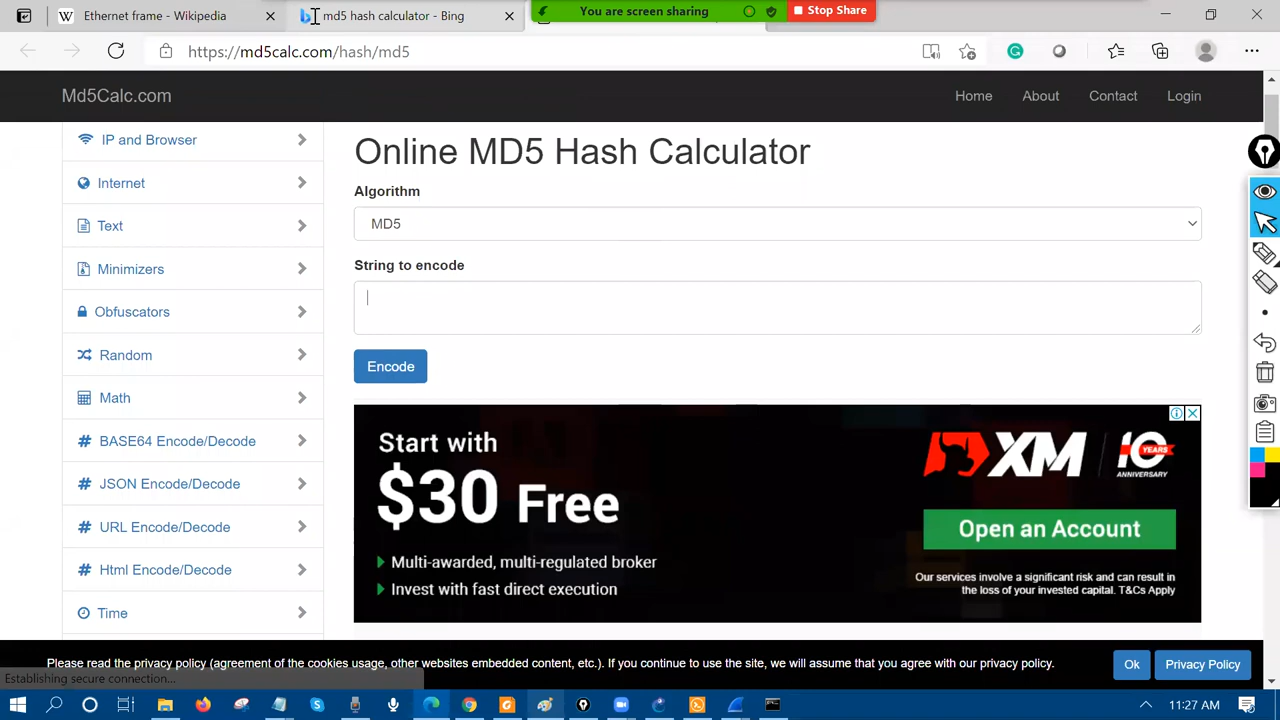 Ethernet frame - Wikipedia
md5 hash calculator - Bing
You are screen sharing
Stop Share
https://md5calc.com/hash/md5
Md5Calc.com
Home
About
Contact
Login
IP and Browser
Internet
Text
Minimizers
Obfuscators
Random
Math
BASE64 Encode/Decode
JSON Encode/Decode
URL Encode/Decode
Html Encode/Decode
Time
Online MD5 Hash Calculator
Algorithm
MD5
String to encode
Encode
Start with
$30 Free
Multi-awarded, multi-regulated broker
Invest with fast direct execution
XM
10
YEARS
ANNIVERSARY
Open an Account
Our services involve a significant risk and can result in
the loss of your invested capital. T&Cs Apply
Please read the privacy policy (agreement of the cookies usage, other websites embedded content, etc.). If you continue to use the site, we will assume that you agree with our privacy policy.
Ok
Privacy Policy
Establishing secure connection...
11:27 AM